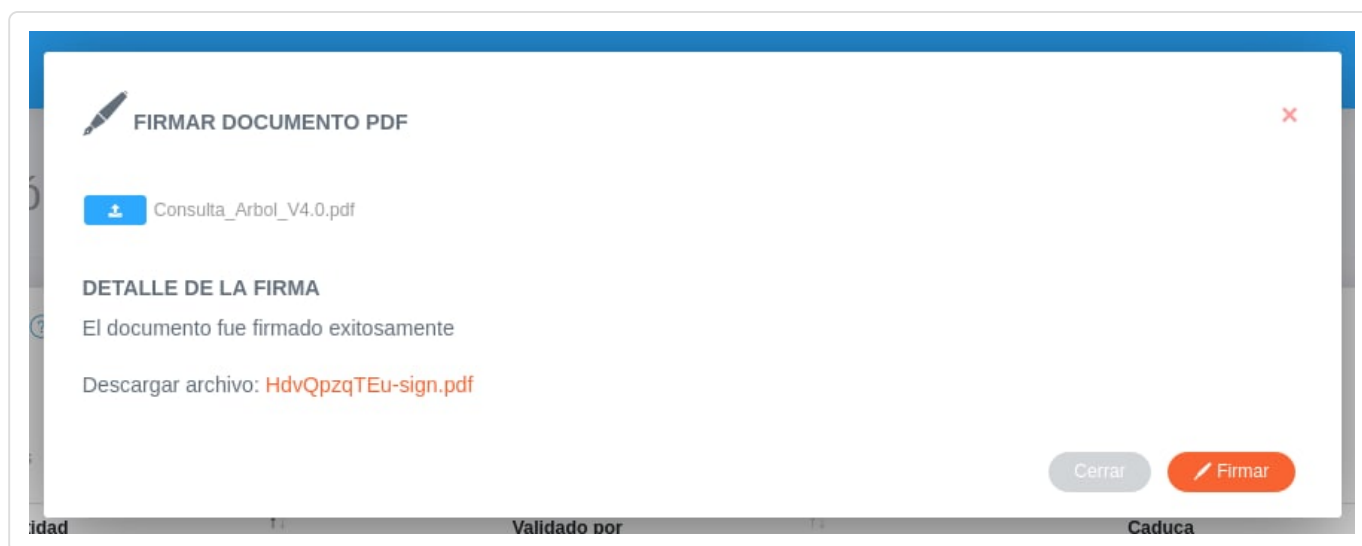 FIRMAR DOCUMENTO PDF
Consulta_Arbol_V4.0.pdf
DETALLE DE LA FIRMA
El documento fue firmado exitosamente
Descargar archivo: HdvQpzqTEu-sign.pdf
Cerrar
Firmar
tidad
Validado por
Caduca